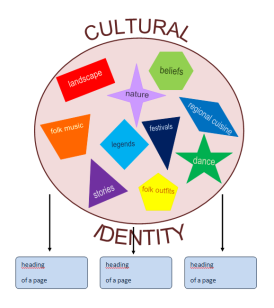 CULTURAL
landscape
nature
beliefs
folk music
legends
festivals
regional cuisine
stories
folk outfits
dance
IDENTITY
heading
of a page
heading
of a page
heading
of a page